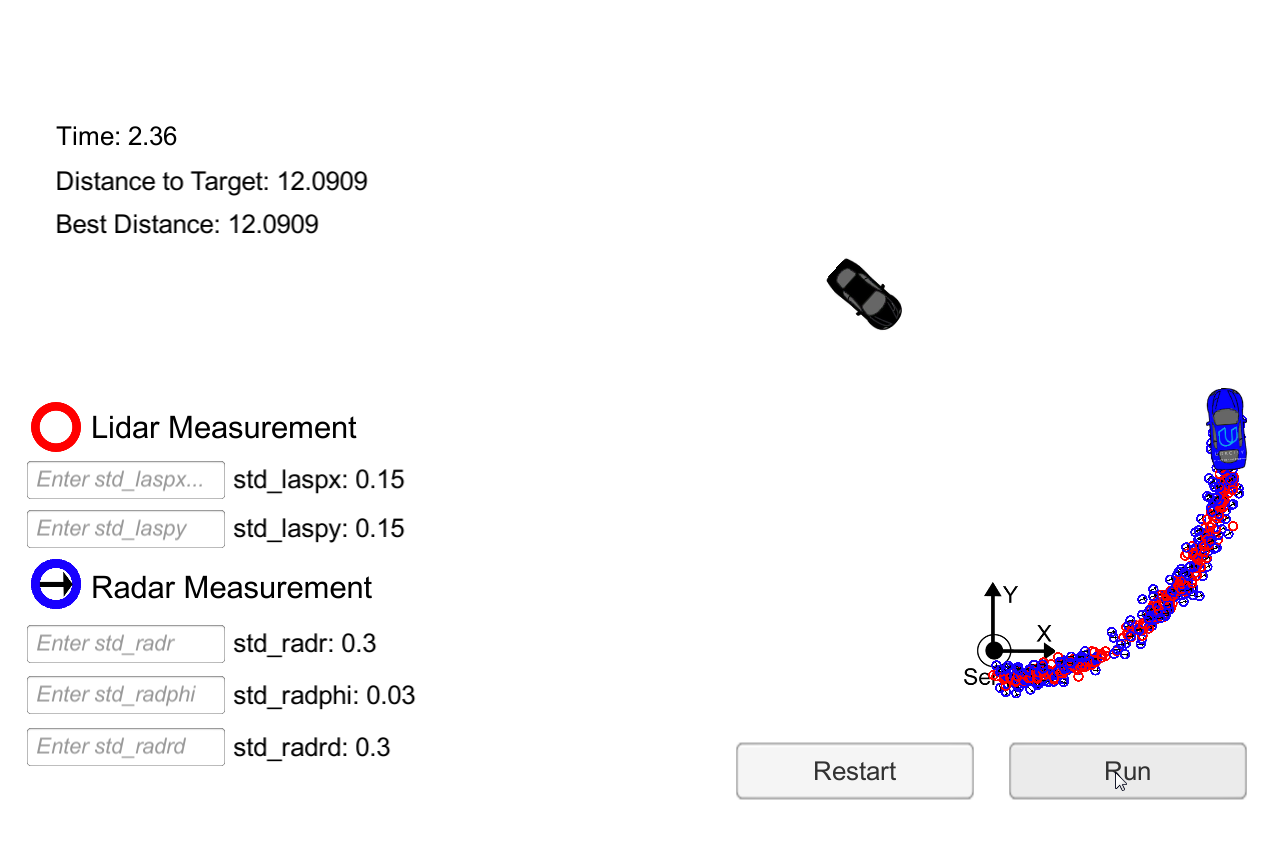 Time: 2.36
Distance to Target: 12.0909
Best Distance: 12.0909
Lidar Measurement
Enter std_laspx... std_laspx: 0.15
Enter std_laspy std_laspy: 0.15
Radar Measurement
Enter std_radr std_radr: 0.3
Enter std_radphi std_radphi: 0.03
Enter std_radrd std_radrd: 0.3
Y
X
Se
Restart
Run